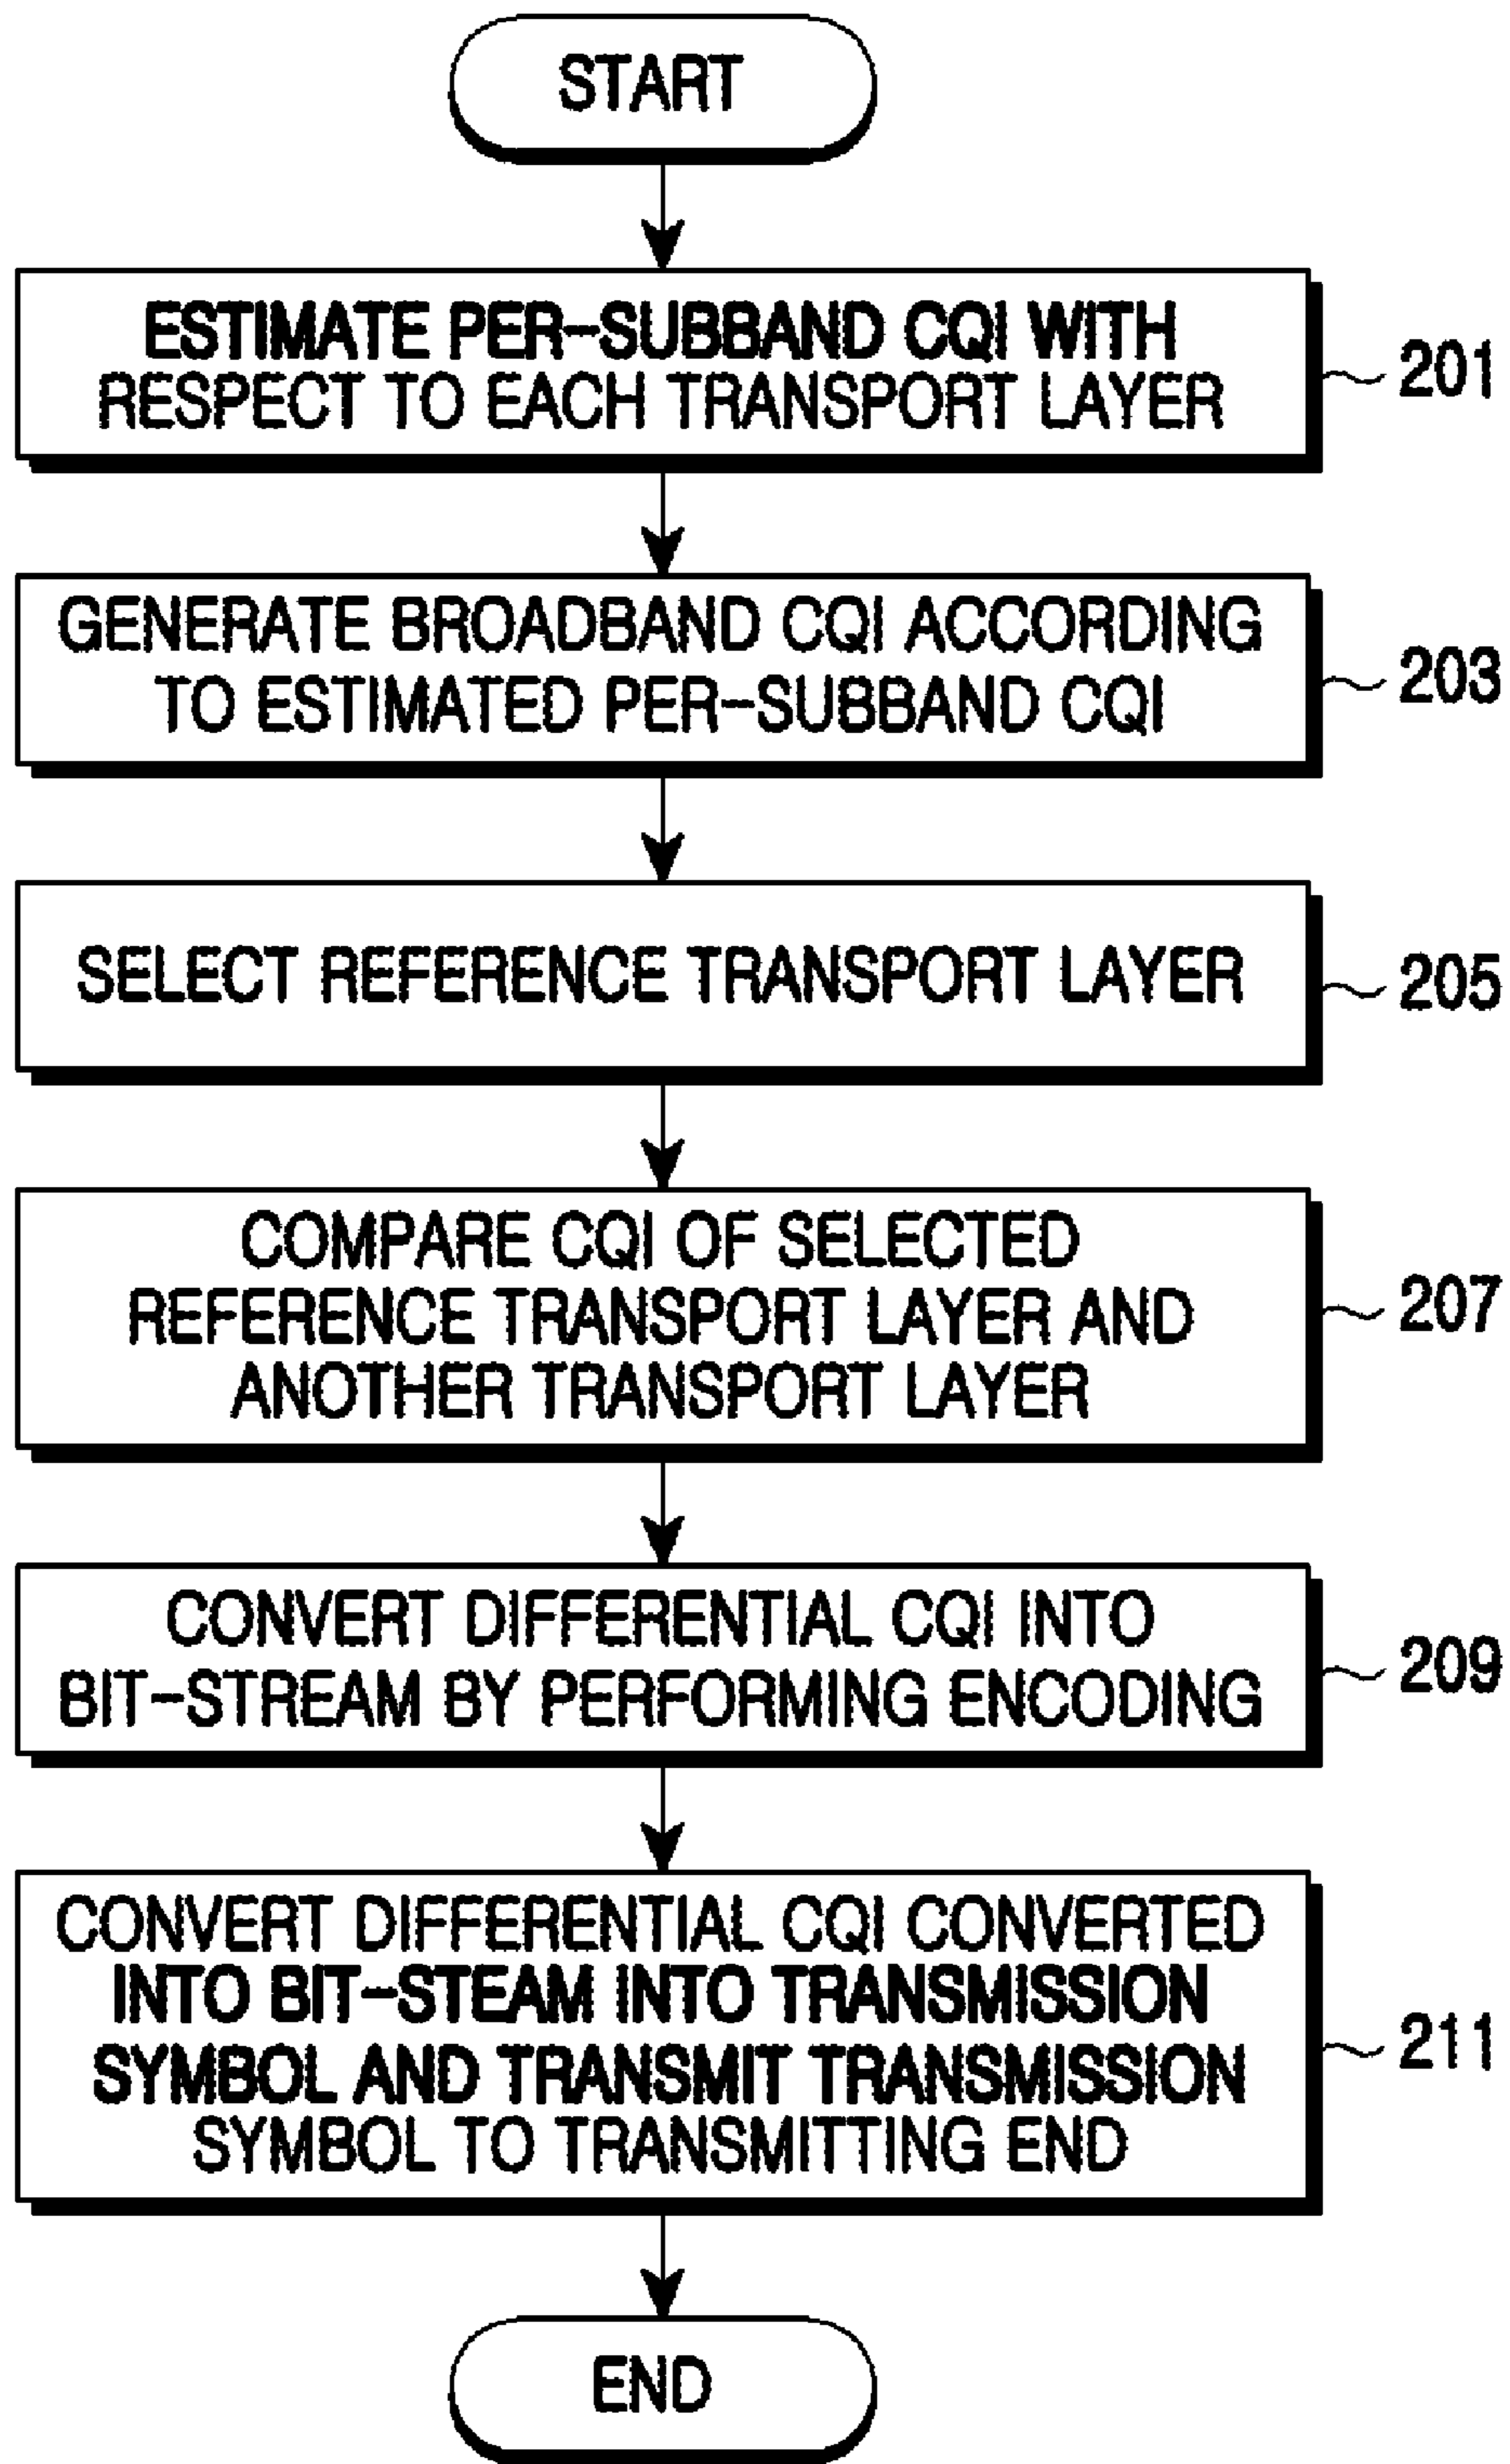 START
ESTIMATE PER-SUBBAND CQI WITH
RESPECT TO EACH TRANSPORT LAYER
201
GENERATE BROADBAND CQI ACCORDING
TO ESTIMATED PER-SUBBAND CQI
203
SELECT REFERENCE TRANSPORT LAYER
205
COMPARE CQI OF SELECTED
REFERENCE TRANSPORT LAYER AND
ANOTHER TRANSPORT LAYER
207
CONVERT DIFFERENTIAL CQI INTO
BIT-STREAM BY PERFORMING ENCODING
209
CONVERT DIFFERENTIAL CQI CONVERTED
INTO BIT-STEAM INTO TRANSMISSION
SYMBOL AND TRANSMIT TRANSMISSION
SYMBOL TO TRANSMITTING END
211
END